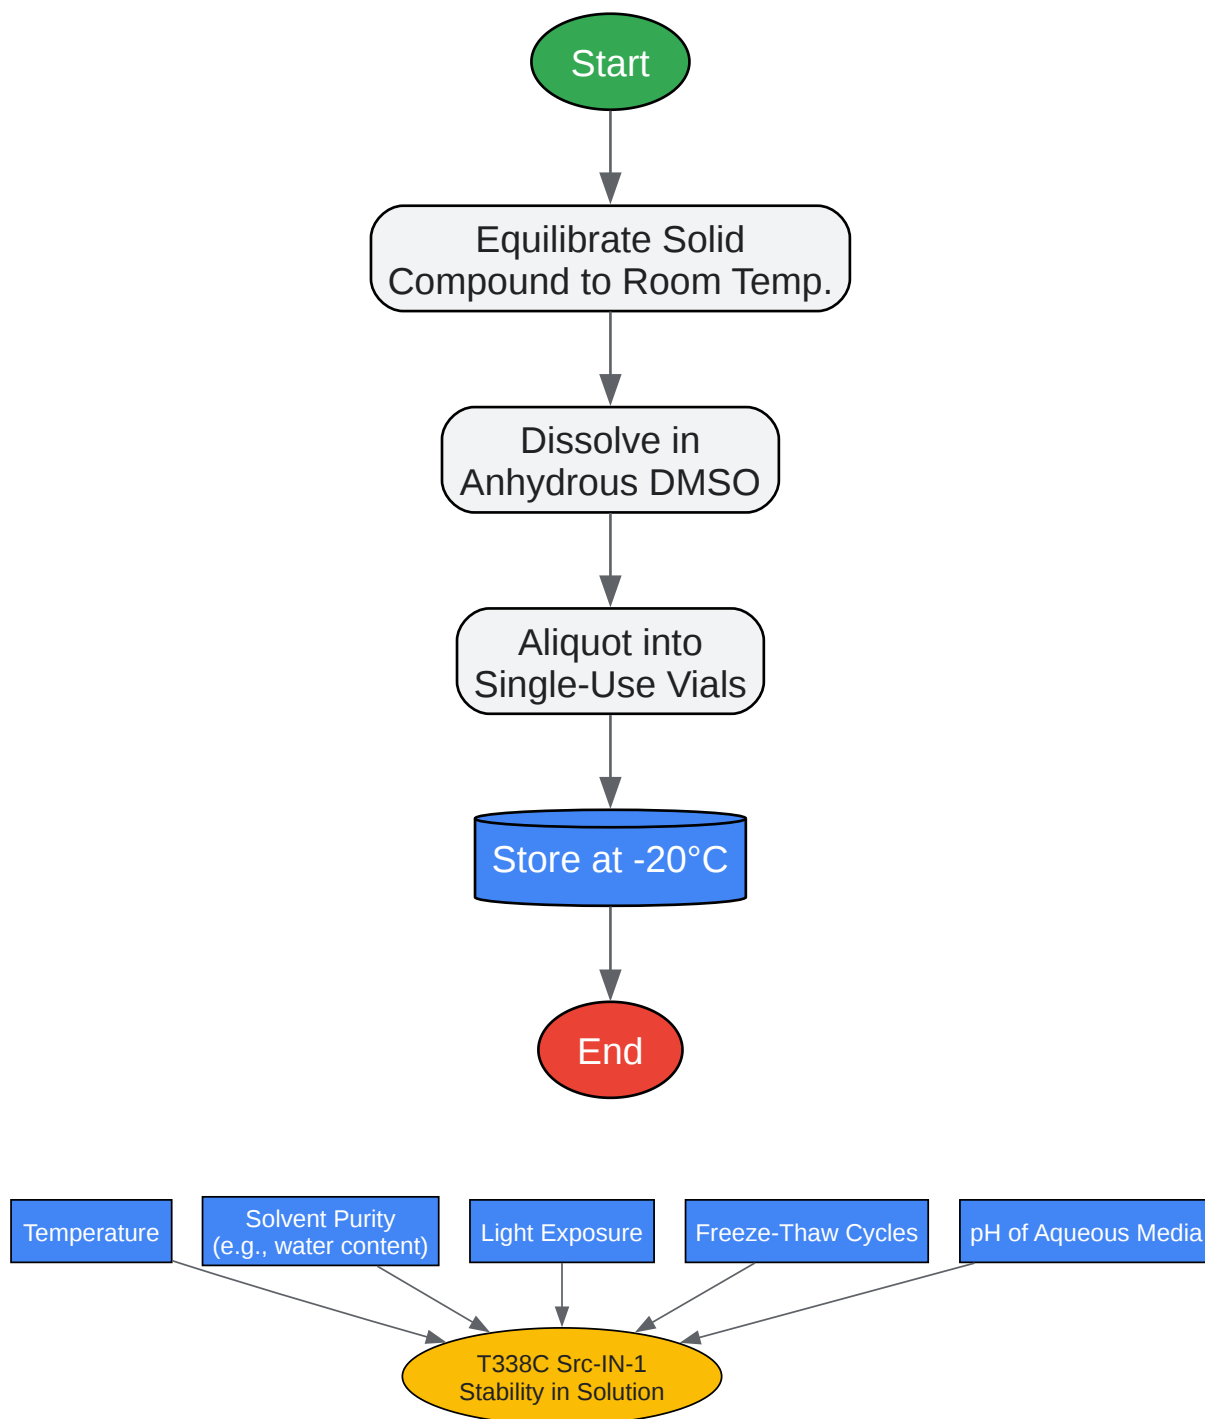 Start
Equilibrate Solid
Compound to Room Temp.
Dissolve in
Anhydrous DMSO
Aliquot into
Single-Use Vials
Store at -20°C
End
Temperature
Solvent Purity
(e.g., water content)
Light Exposure
Freeze-Thaw Cycles
pH of Aqueous Media
T338C Src-IN-1
Stability in Solution